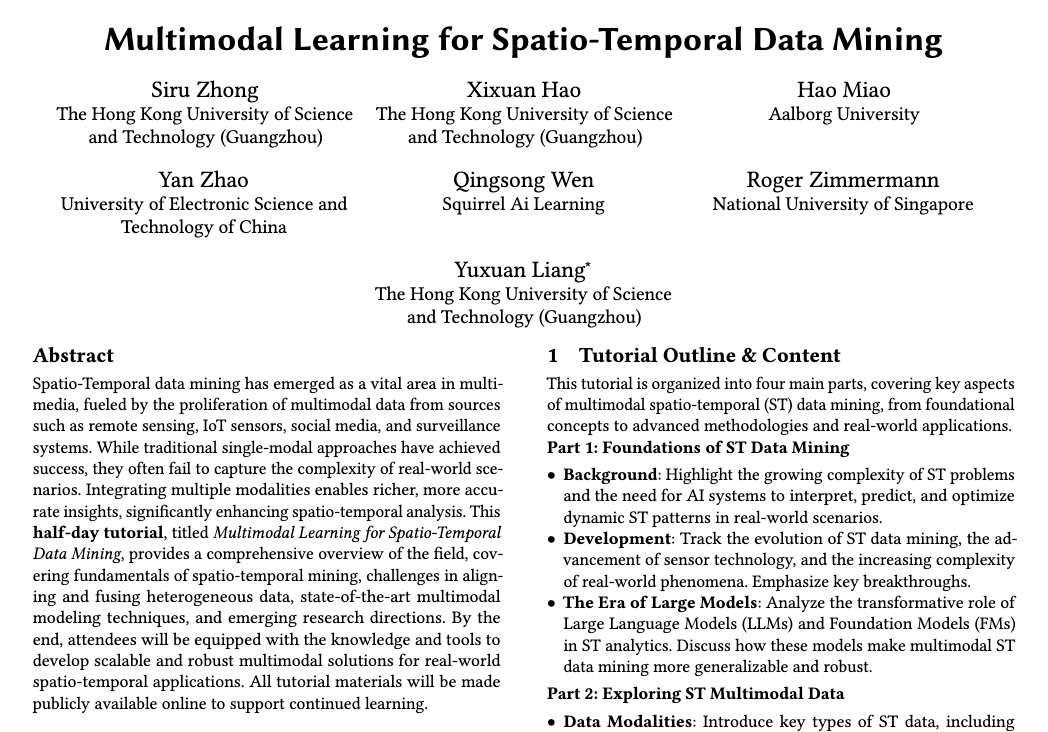 Multimodal Learning for Spatio-Temporal Data Mining
Siru Zhong
The Hong Kong University of Science
and Technology (Guangzhou)
Xixuan Hao
The Hong Kong University of Science
and Technology (Guangzhou)
Hao Miao
Aalborg University
Yan Zhao
University of Electronic Science and
Technology of China
Qingsong Wen
Squirrel Ai Learning
Roger Zimmermann
National University of Singapore
Yuxuan Liang*
The Hong Kong University of Science
and Technology (Guangzhou)
Abstract
Spatio-Temporal data mining has emerged as a vital area in multi-
media, fueled by the proliferation of multimodal data from sources
such as remote sensing, IoT sensors, social media, and surveillance
systems. While traditional single-modal approaches have achieved
success, they often fail to capture the complexity of real-world sce-
narios. Integrating multiple modalities enables richer, more accu-
rate insights, significantly enhancing spatio-temporal analysis. This
half-day tutorial, titled Multimodal Learning for Spatio-Temporal
Data Mining, provides a comprehensive overview of the field, cov-
ering fundamentals of spatio-temporal mining, challenges in align-
ing and fusing heterogeneous data, state-of-the-art multimodal
modeling techniques, and emerging research directions. By the
end, attendees will be equipped with the knowledge and tools to
develop scalable and robust multimodal solutions for real-world
spatio-temporal applications. All tutorial materials will be made
publicly available online to support continued learning.
1 Tutorial Outline & Content
This tutorial is organized into four main parts, covering key aspects
of multimodal spatio-temporal (ST) data mining, from foundational
concepts to advanced methodologies and real-world applications.
Part 1: Foundations of ST Data Mining
• Background: Highlight the growing complexity of ST problems
and the need for AI systems to interpret, predict, and optimize
dynamic ST patterns in real-world scenarios.
• Development: Track the evolution of ST data mining, the ad-
vancement of sensor technology, and the increasing complexity
of real-world phenomena. Emphasize key breakthroughs.
• The Era of Large Models: Analyze the transformative role of
Large Language Models (LLMs) and Foundation Models (FMs)
in ST analytics. Discuss how these models make multimodal ST
data mining more generalizable and robust.
Part 2: Exploring ST Multimodal Data
• Data Modalities: Introduce key types of ST data, including